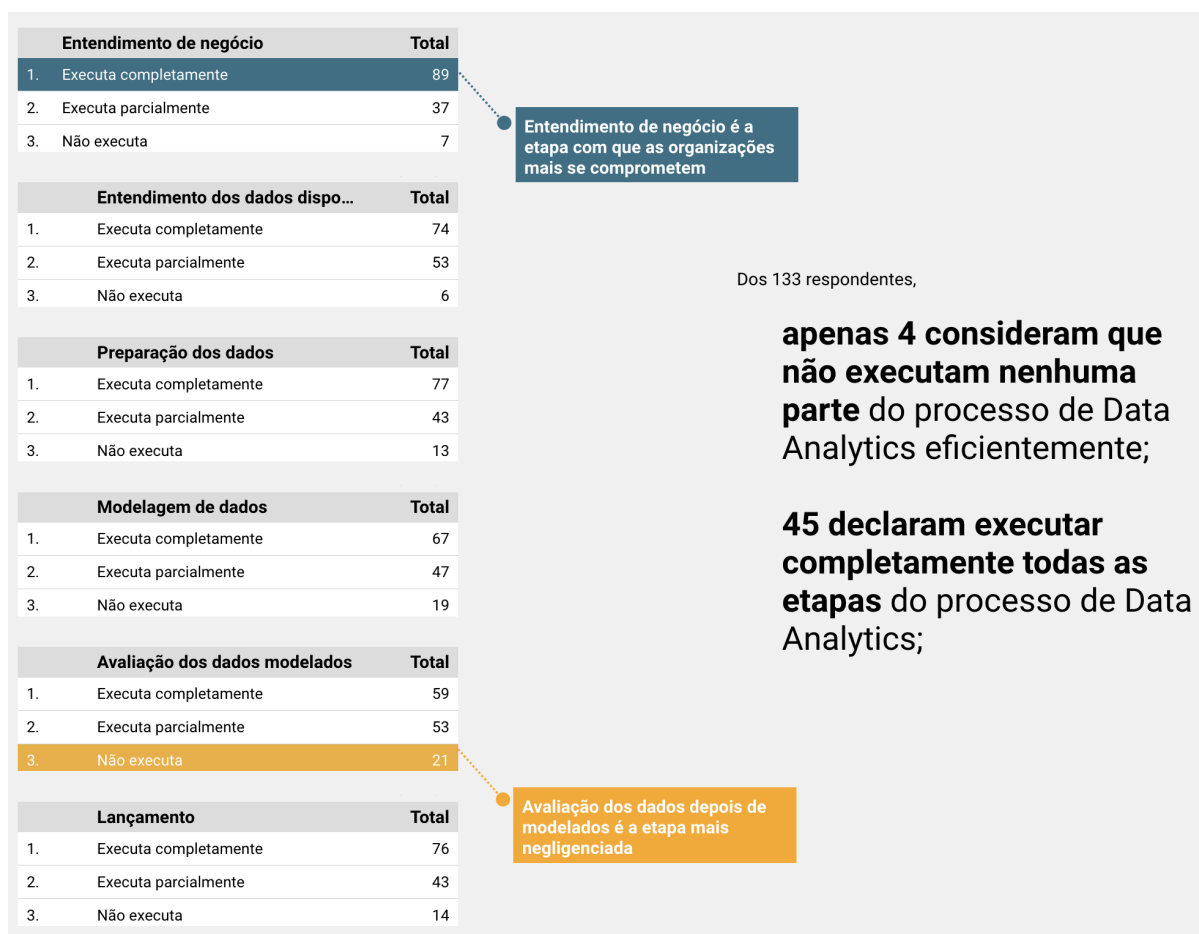 Entendimento de negócio Total
1. Executa completamente 89
2. Executa parcialmente 37
3. Não executa 7
Entendimento de negócio é a
etapa com que as organizações
mais se comprometem
Entendimento dos dados dispo... Total
1. Executa completamente 74
2. Executa parcialmente 53
3. Não executa 6
Preparação dos dados Total
1. Executa completamente 77
2. Executa parcialmente 43
3. Não executa 13
Modelagem de dados Total
1. Executa completamente 67
2. Executa parcialmente 47
3. Não executa 19
Avaliação dos dados modelados Total
1. Executa completamente 59
2. Executa parcialmente 53
3. Não executa 21
Avaliação dos dados depois de
modelados é a etapa mais
negligenciada
Lançamento Total
1. Executa completamente 76
2. Executa parcialmente 43
3. Não executa 14
Dos 133 respondentes,
apenas 4 consideram que
não executam nenhuma
parte do processo de Data
Analytics eficientemente;
45 declaram executar
completamente todas as
etapas do processo de Data
Analytics;